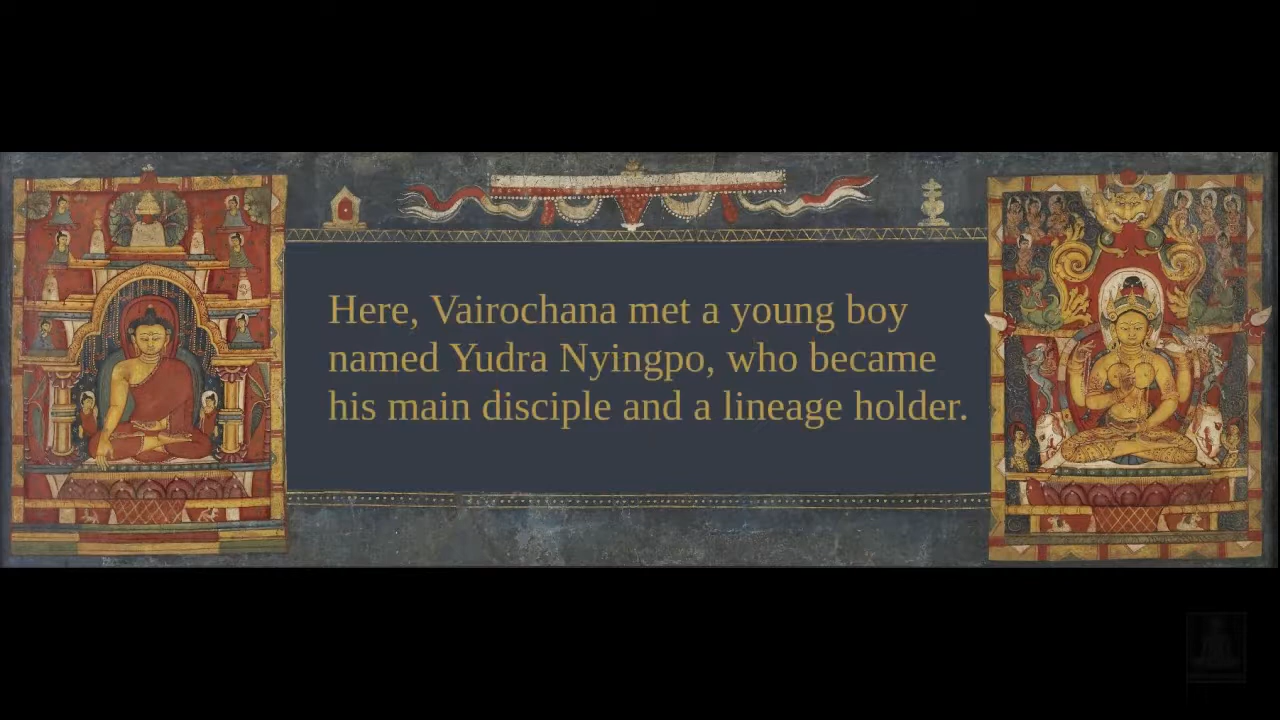 Here, Vairochana met a young boy
named Yudra Nyingpo, who became
his main disciple and a lineage holder.